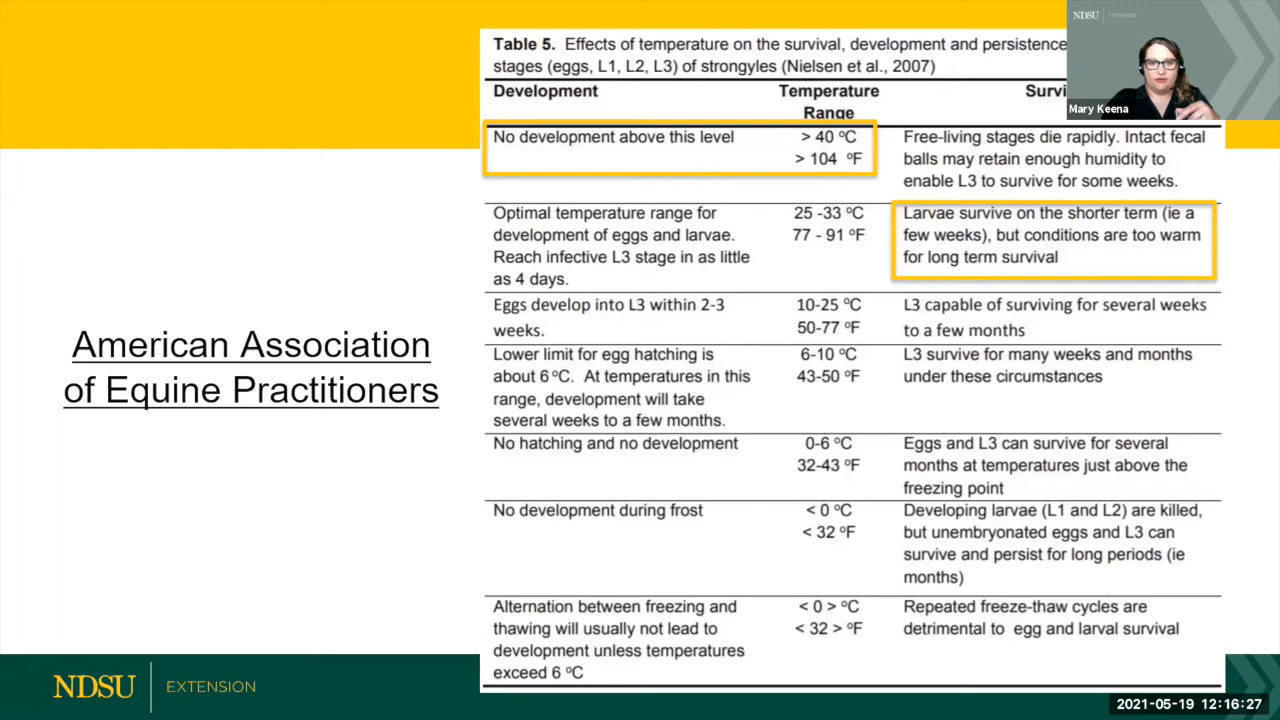 NDSU EXTENSION
Mary Keena
Table 5. Effects of temperature on the survival, development and persistence
stages (eggs, L1, L2, L3) of strongyles (Nielsen et al., 2007)
Development Temperature Range
No development above this level > 40 ºC
> 104 ºF
Free-living stages die rapidly. Intact fecal
balls may retain enough humidity to
enable L3 to survive for some weeks.
Optimal temperature range for
development of eggs and larvae.
Reach infective L3 stage in as little
as 4 days.
25 -33 ºC
77 - 91 ºF
Larvae survive on the shorter term (ie a
few weeks), but conditions are too warm
for long term survival
Eggs develop into L3 within 2-3
weeks.
10-25 ºC
50-77 ºF
L3 capable of surviving for several weeks
to a few months
Lower limit for egg hatching is
about 6 ºC. At temperatures in this
range, development will take
several weeks to a few months.
6-10 ºC
43-50 ºF
L3 survive for many weeks and months
under these circumstances
No hatching and no development
0-6 ºC
32-43 ºF
Eggs and L3 can survive for several
months at temperatures just above the
freezing point
No development during frost
< 0 ºC
< 32 ºF
Developing larvae (L1 and L2) are killed,
but unembryonated eggs and L3 can
survive and persist for long periods (ie
months)
Alternation between freezing and
thawing will usually not lead to
development unless temperatures
exceed 6 ºC
< 0 > ºC
< 32 > ºF
Repeated freeze-thaw cycles are
detrimental to egg and larval survival
American Association
of Equine Practitioners
NDSU EXTENSION
2021-05-19 12:16:27